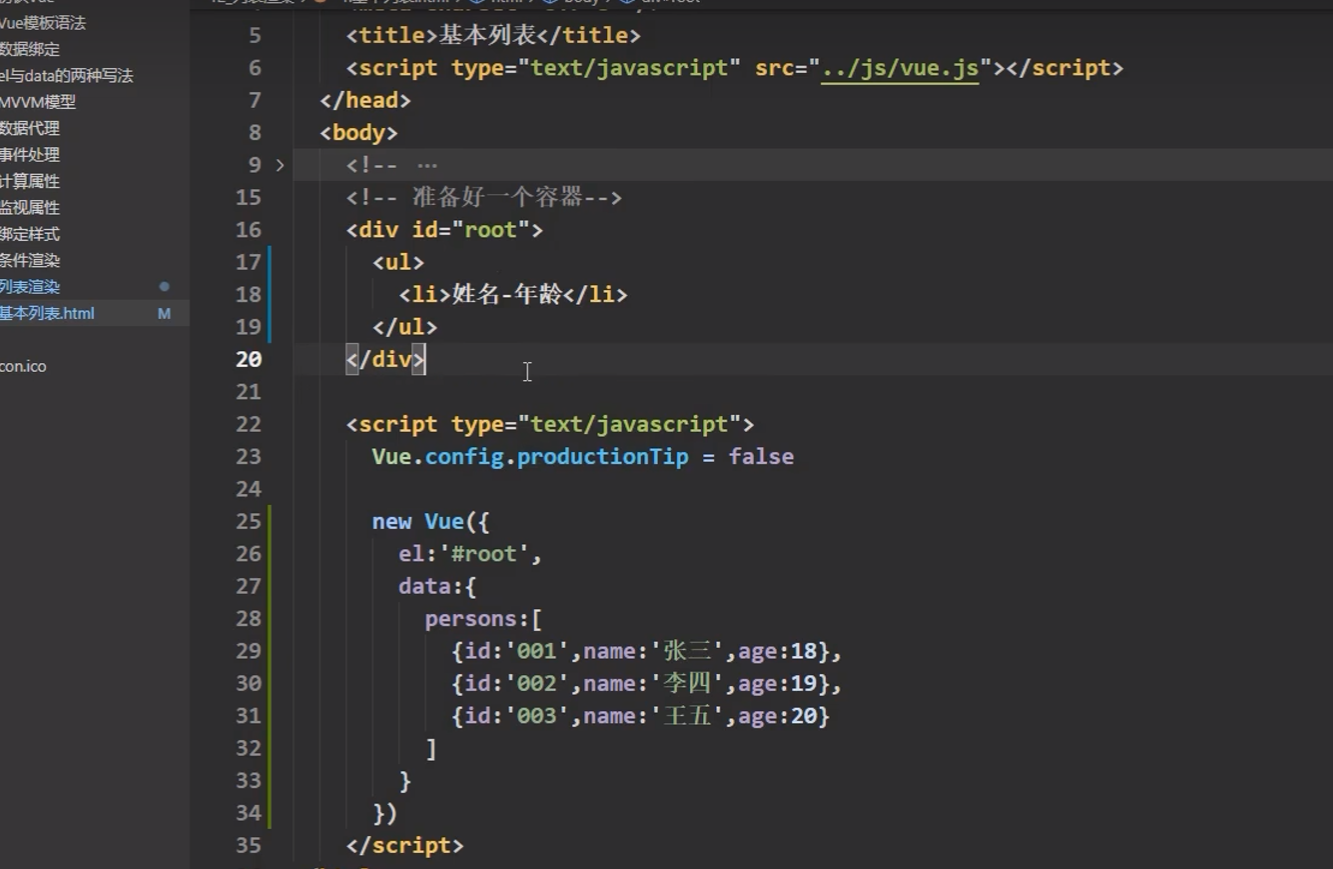 Vue模板语法
数据绑定
el与data的两种写法
MVVM模型
数据代理
事件处理
计算属性
监视属性
绑定样式
条件渲染
列表渲染
基本列表.html M
con.ico
5 <title>基本列表</title>
6 <script type="text/javascript" src="../js/vue.js"></script>
7 </head>
8 <body>
9 <!-- ···
15 <!-- 准备好一个容器-->
16 <div id="root">
17 <ul>
18 <li>姓名-年龄</li>
19 </ul>
20 </div>
21
22 <script type="text/javascript">
23 Vue.config.productionTip = false
24
25 new Vue({
26 el:'#root',
27 data:{
28 persons:[
29 {id:'001',name:'张三',age:18},
30 {id:'002',name:'李四',age:19},
31 {id:'003',name:'王五',age:20}
32 ]
33 }
34 })
35 </script>